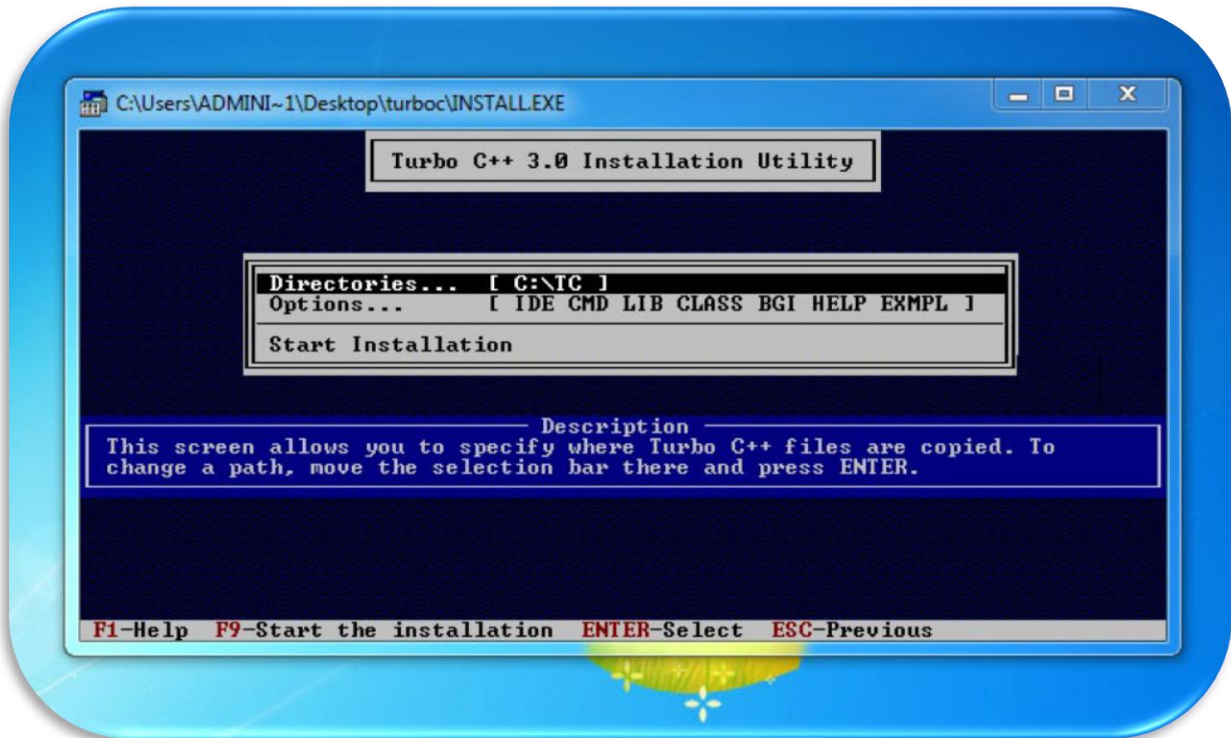 C:\Users\ADMINI~1\Desktop\turboc\INSTALL.EXE
Turbo C++ 3.0 Installation Utility
Directories... [ C:\TC ]
Options... [ IDE CMD LIB CLASS BGI HELP EXMPL ]
Start Installation
Description
This screen allows you to specify where Turbo C++ files are copied. To
change a path, move the selection bar there and press ENTER.
F1-Help F9-Start the installation ENTER-Select ESC-Previous